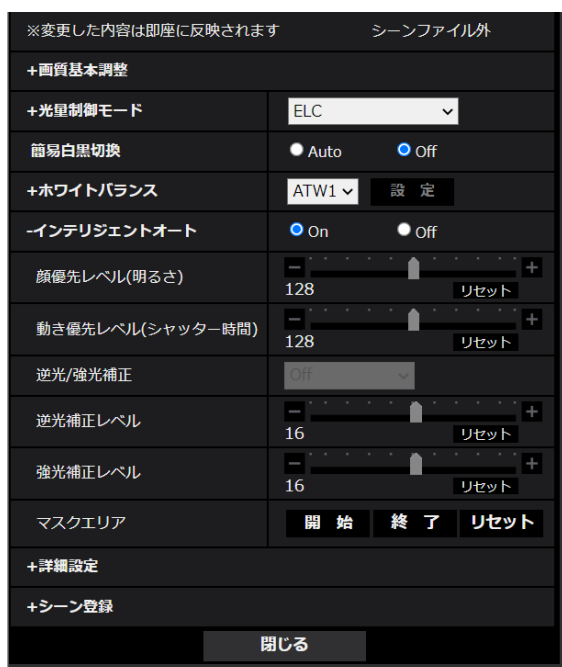 ※変更した内容は即座に反映されます シーンファイル外
+画質基本調整
+光量制御モード ELC
簡易白黒切換 Auto Off
+ホワイトバランス ATW1 設 定
-インテリジェントオート On Off
顔優先レベル(明るさ) 128 リセット
動き優先レベル(シャッター時間) 128 リセット
逆光/強光補正 Off
逆光補正レベル 16 リセット
強光補正レベル 16 リセット
マスクエリア 開 始 終 了 リセット
+詳細設定
+シーン登録
閉じる